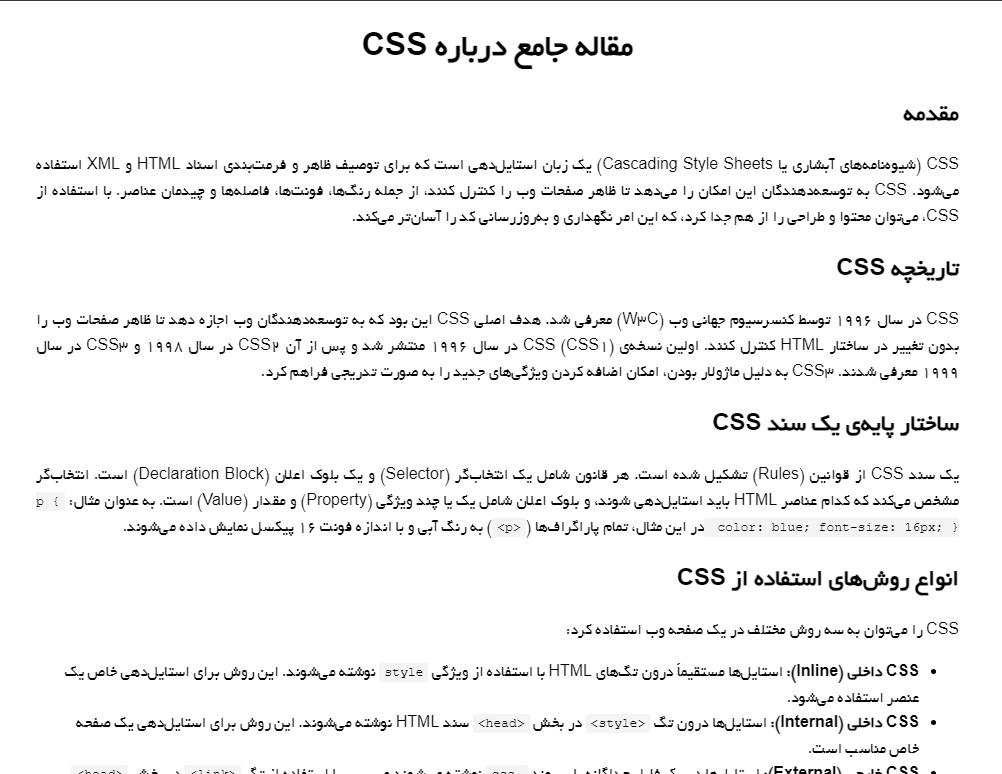 مقاله جامع درباره CSS
مقدمه
CSS (شیوه‌نامه‌های آبشاری یا Cascading Style Sheets) یک زبان استایل‌دهی است که برای توصیف ظاهر و فرمت‌بندی اسناد HTML و XML استفاده
می‌شود. CSS به توسعه‌دهندگان این امکان را می‌دهد تا ظاهر صفحات وب را کنترل کنند، از جمله رنگ‌ها، فونت‌ها، فاصله‌ها و چیدمان عناصر. با استفاده از
CSS، می‌توان محتوا و طراحی را از هم جدا کرد، که این امر نگهداری و به‌روزرسانی کد را آسان‌تر می‌کند.
تاریخچه CSS
CSS در سال ۱۹۹۶ توسط کنسرسیوم جهانی وب (W۳C) معرفی شد. هدف اصلی CSS این بود که به توسعه‌دهندگان وب اجازه دهد تا ظاهر صفحات وب را
بدون تغییر در ساختار HTML کنترل کنند. اولین نسخه‌ی CSS (CSS۱) در سال ۱۹۹۶ منتشر شد و پس از آن CSS۲ در سال ۱۹۹۸ و CSS۳ در سال
۱۹۹۹ معرفی شدند. CSS۳ به دلیل ماژولار بودن، امکان اضافه کردن ویژگی‌های جدید را به صورت تدریجی فراهم کرد.
ساختار پایه‌ی یک سند CSS
یک سند CSS از قوانین (Rules) تشکیل شده است. هر قانون شامل یک انتخاب‌گر (Selector) و یک بلوک اعلان (Declaration Block) است. انتخاب‌گر
مشخص می‌کند که کدام عناصر HTML باید استایل‌دهی شوند، و بلوک اعلان شامل یک یا چند ویژگی (Property) و مقدار (Value) است. به عنوان مثال: p {
color: blue; font-size: 16px; } در این مثال، تمام پاراگراف‌ها (<p>) به رنگ آبی و با اندازه فونت ۱۶ پیکسل نمایش داده می‌شوند.
انواع روش‌های استفاده از CSS
CSS را می‌توان به سه روش مختلف در یک صفحه وب استفاده کرد:
• CSS داخلی (Inline): استایل‌ها مستقیماً درون تگ‌های HTML با استفاده از ویژگی style نوشته می‌شوند. این روش برای استایل‌دهی خاص یک
عنصر استفاده می‌شود.
• CSS داخلی (Internal): استایل‌ها درون تگ <style> در بخش <head> سند HTML نوشته می‌شوند. این روش برای استایل‌دهی یک صفحه
خاص مناسب است.